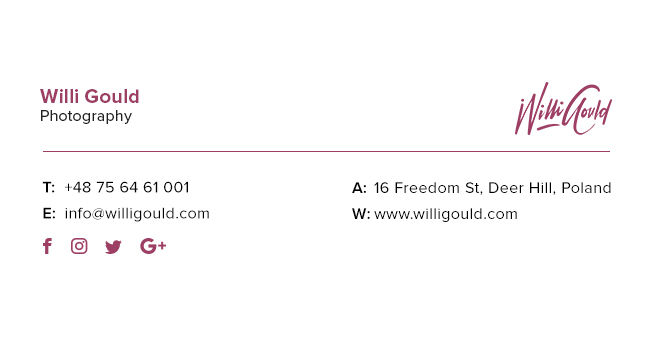 Willi Gould
Photography
Willi Gould
T: +48 75 64 61 001
E: info@willigould.com
A: 16 Freedom St, Deer Hill, Poland
W: www.willigould.com
f G+